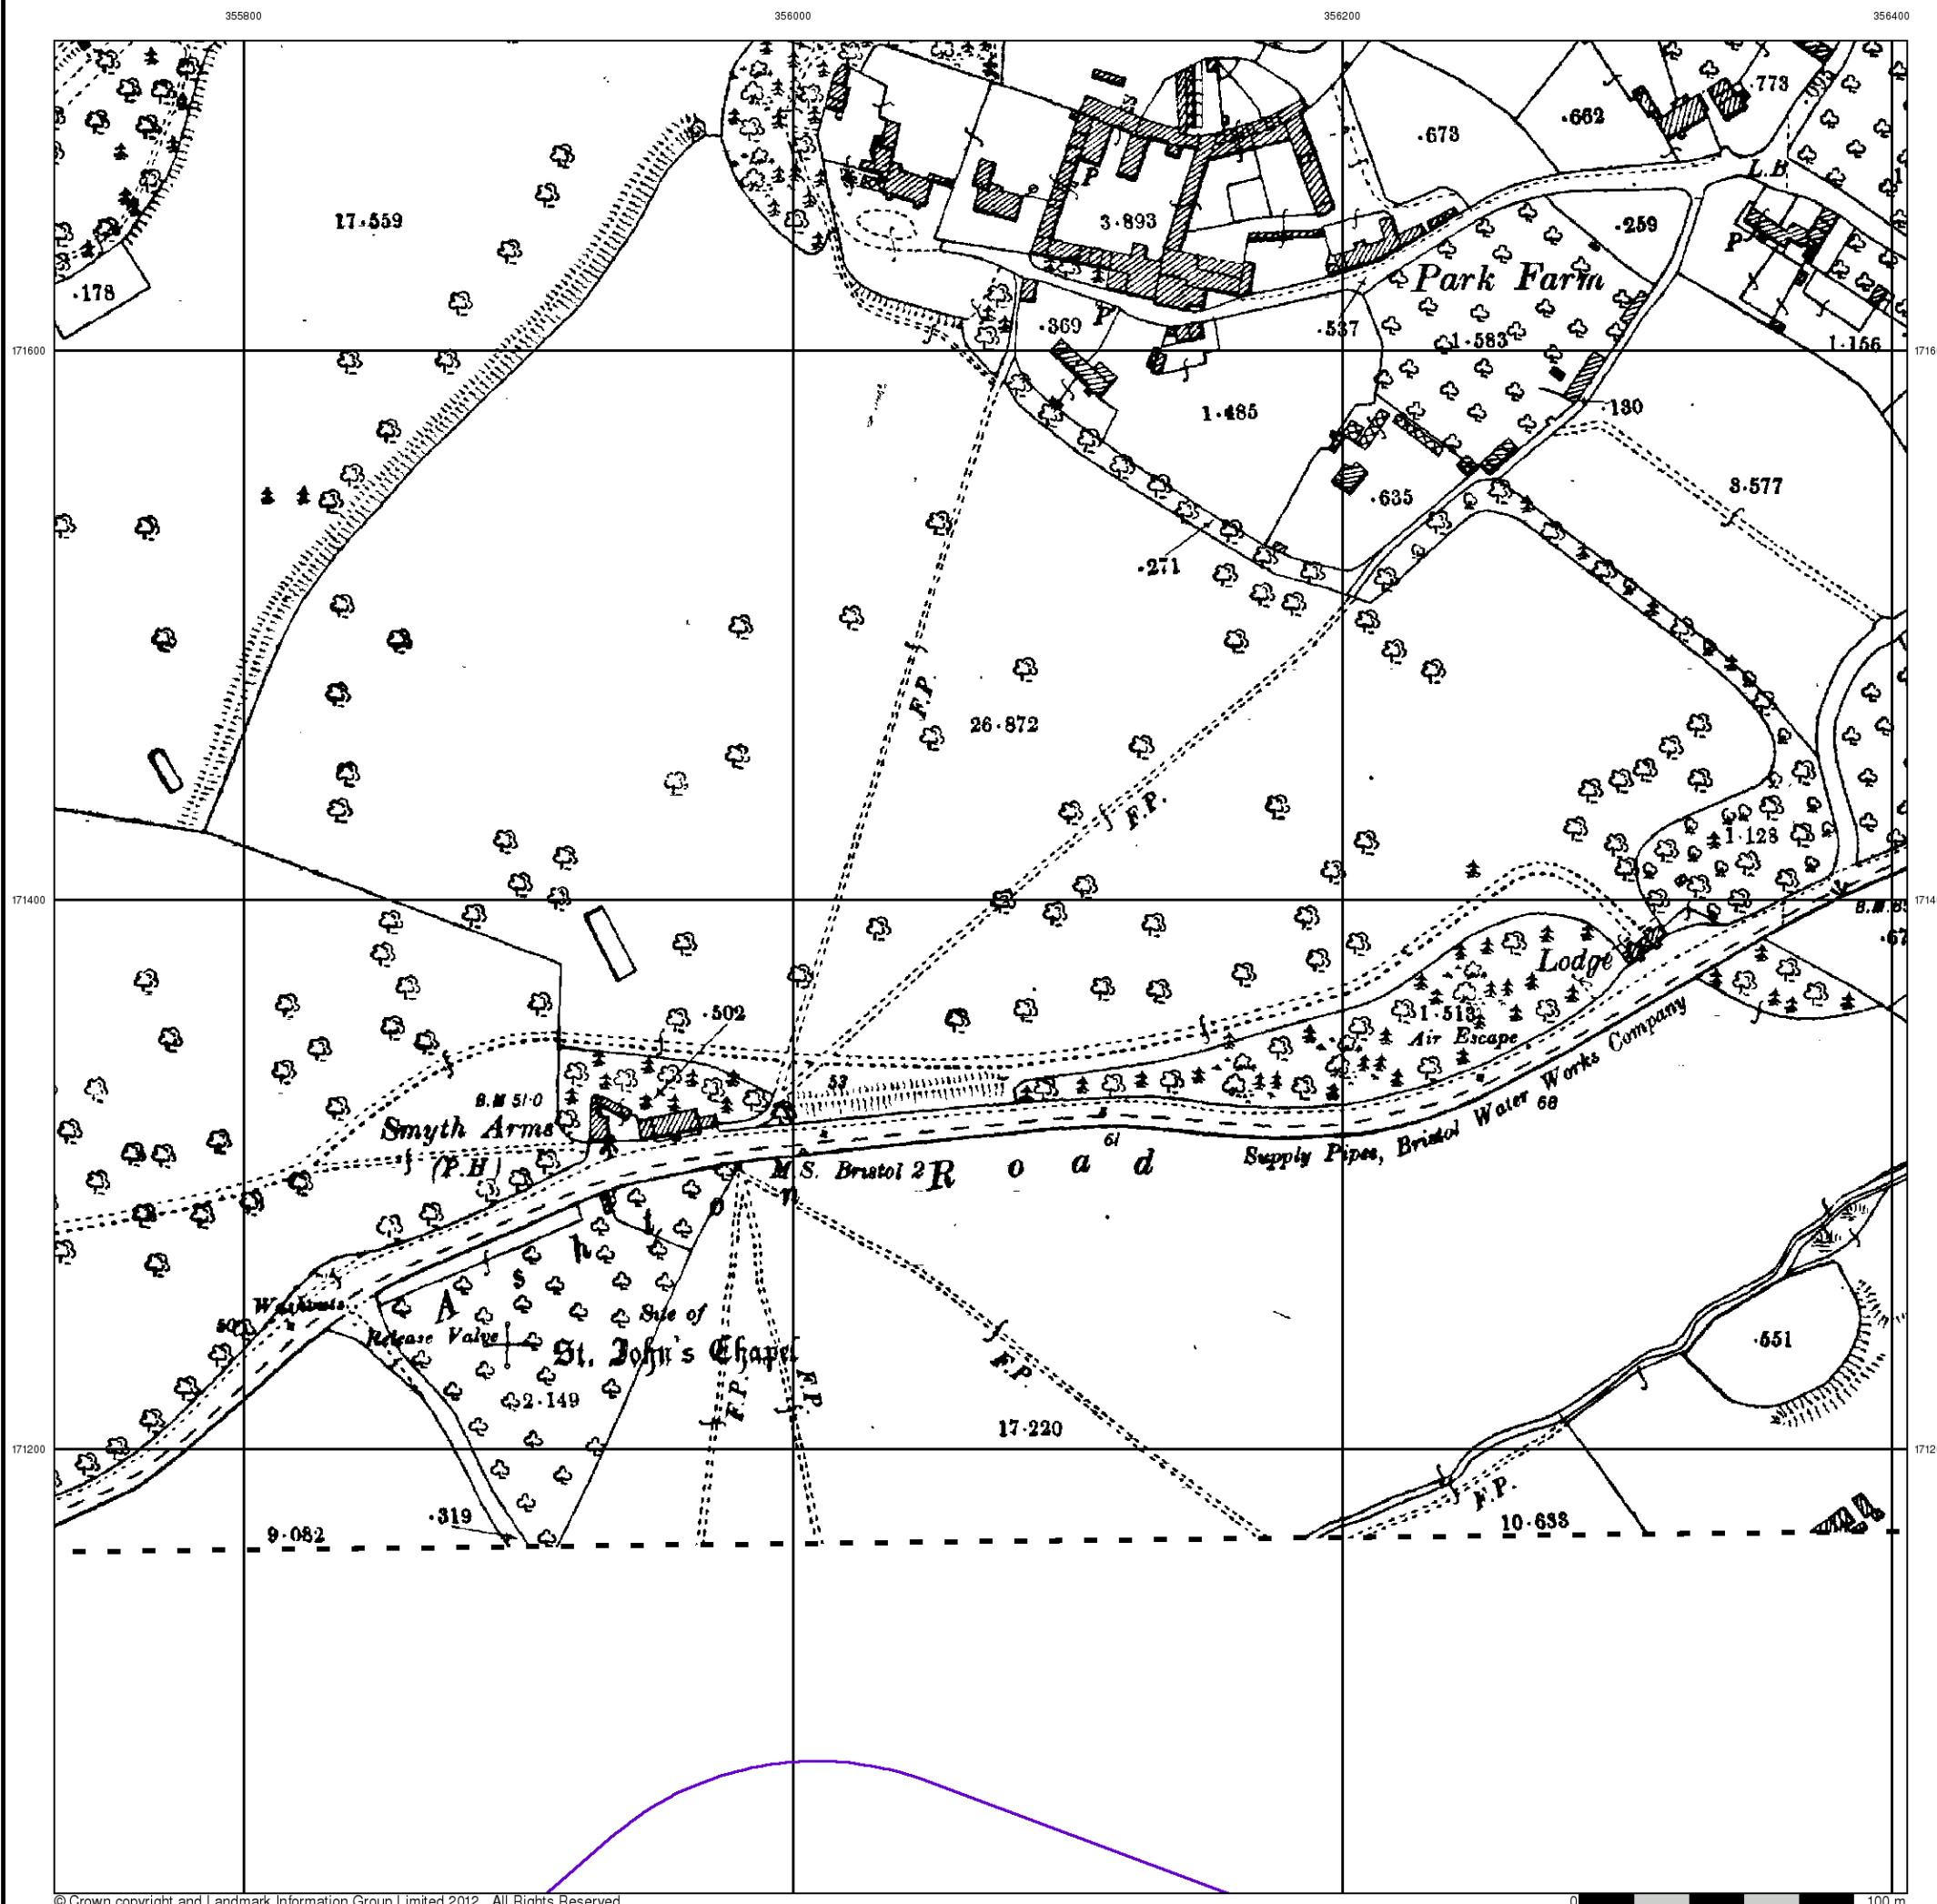 355800 356000 356200 356400
·773
·662
·673
L.B
17·559
P
3·893
·259
P
·178
Park Farm
·369
P
·537
1·583
171600
1·156
1·485
·130
8·577
·635
·271
F.P.
26·872
F.P.
1·128
171400
B.M.
Lodge
·502
1·513
Air Escape
53
B.M 51·0
Smyth Arms
(P.H)
61
68
Supply Pipes, Bristol Water Works Company
M.S. Bristol 2
Ashton Road
Washouts
50
Release Valve
Site of
St. John's Chapel
·551
F.P
F.P.
F.P.
2·149
17·220
171200
F.P.
·319
9·082
10·633
© Crown copyright and Landmark Information Group Limited 2012. All Rights Reserved.
0 100 m